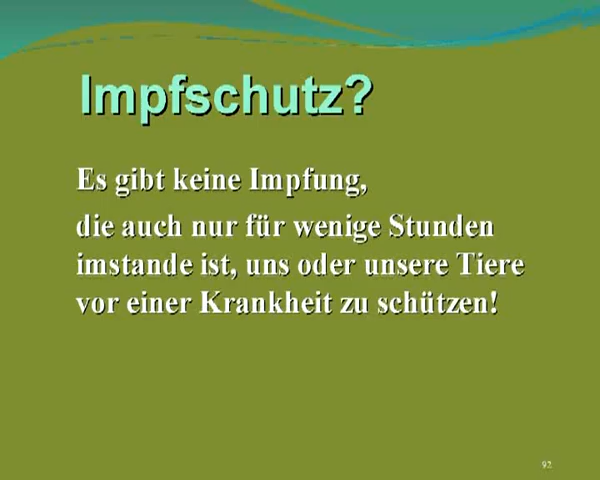 Impfschutz?
Es gibt keine Impfung,
die auch nur für wenige Stunden
imstande ist, uns oder unsere Tiere
vor einer Krankheit zu schützen!
92